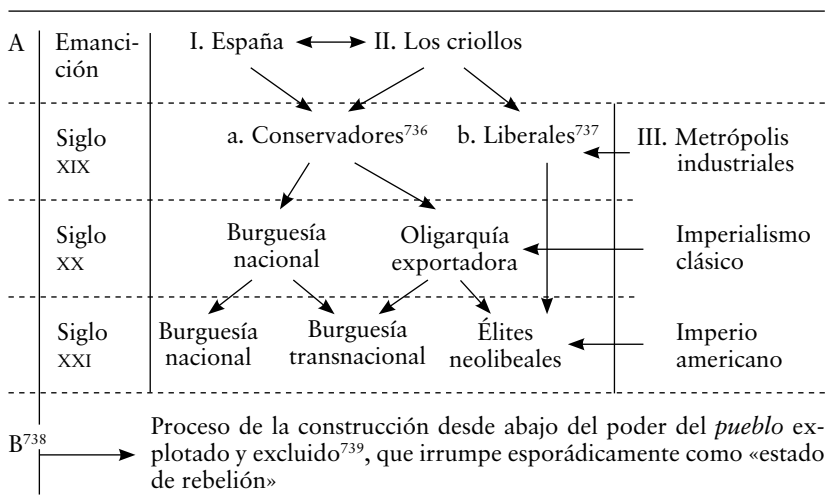 A Emanci- I. España II. Los criollos
ción
Siglo a. Conservadores736 b. Liberales737 III. Metrópolis
XIX industriales
Siglo Burguesía Oligarquía Imperialismo
XX nacional exportadora clásico
Siglo Burguesía Burguesía Élites Imperio
XXI nacional transnacional neolibeales americano
B738 Proceso de la construcción desde abajo del poder del pueblo ex-
plotado y excluido739, que irrumpe esporádicamente como «estado
de rebelión»